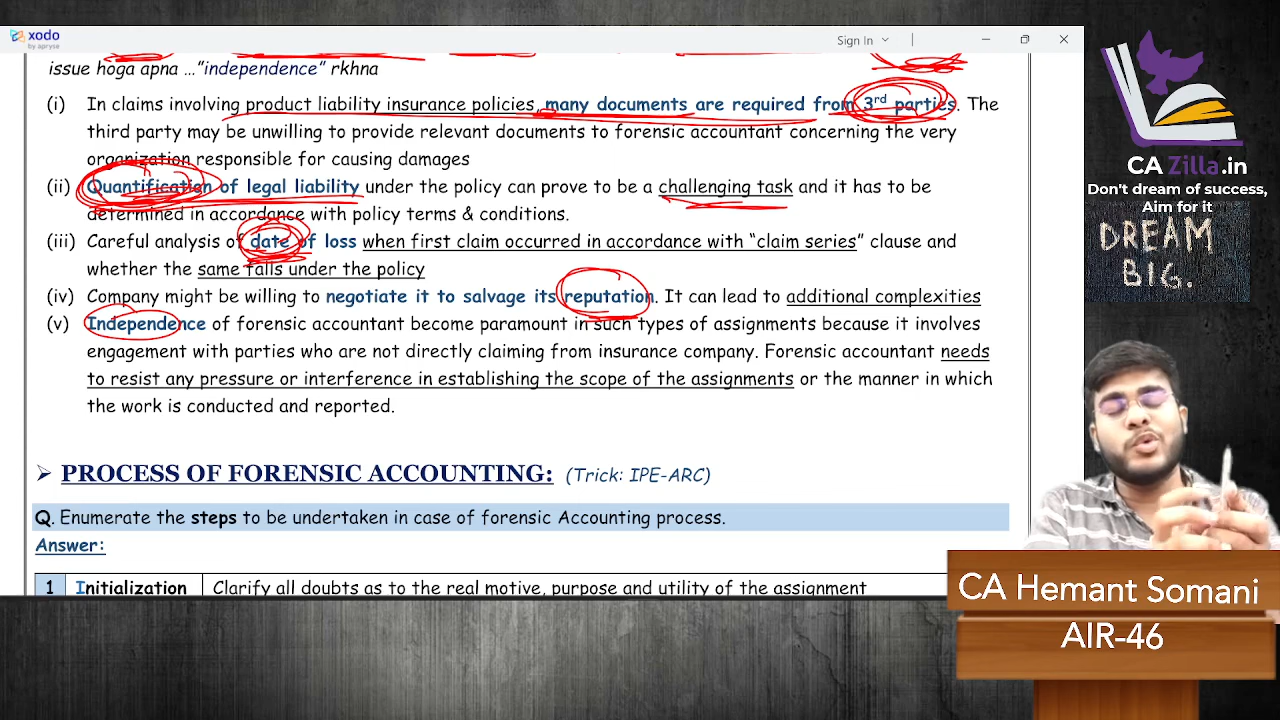 xodo
by apryse
Sign In
issue hoga apna …"independence" rkhna
(i) In claims involving product liability insurance policies, many documents are required from 3rd parties. The
third party may be unwilling to provide relevant documents to forensic accountant concerning the very
organization responsible for causing damages
(ii) Quantification of legal liability under the policy can prove to be a challenging task and it has to be
determined in accordance with policy terms & conditions.
(iii) Careful analysis of date of loss when first claim occurred in accordance with "claim series" clause and
whether the same falls under the policy
(iv) Company might be willing to negotiate it to salvage its reputation. It can lead to additional complexities
(v) Independence of forensic accountant become paramount in such types of assignments because it involves
engagement with parties who are not directly claiming from insurance company. Forensic accountant needs
to resist any pressure or interference in establishing the scope of the assignments or the manner in which
the work is conducted and reported.
➢ PROCESS OF FORENSIC ACCOUNTING: (Trick: IPE-ARC)
Q. Enumerate the steps to be undertaken in case of forensic Accounting process.
Answer:
1 Initialization Clarify all doubts as to the real motive, purpose and utility of the assignment
CA Zilla.in
Don't dream of success,
Aim for it
DREAM
BIG.
CA Hemant Somani
AIR-46